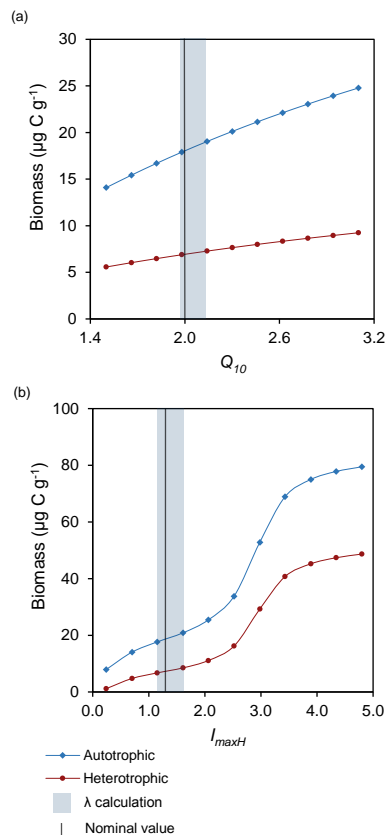 (a)
30
25
20
15
10
5
0
Biomass (µg C g⁻¹)
1.4 2.0 2.6 3.2
Q₁₀
(b)
100
80
60
40
20
0
Biomass (µg C g⁻¹)
0.0 1.0 2.0 3.0 4.0 5.0
I_maxH
Autotrophic
Heterotrophic
λ calculation
Nominal value